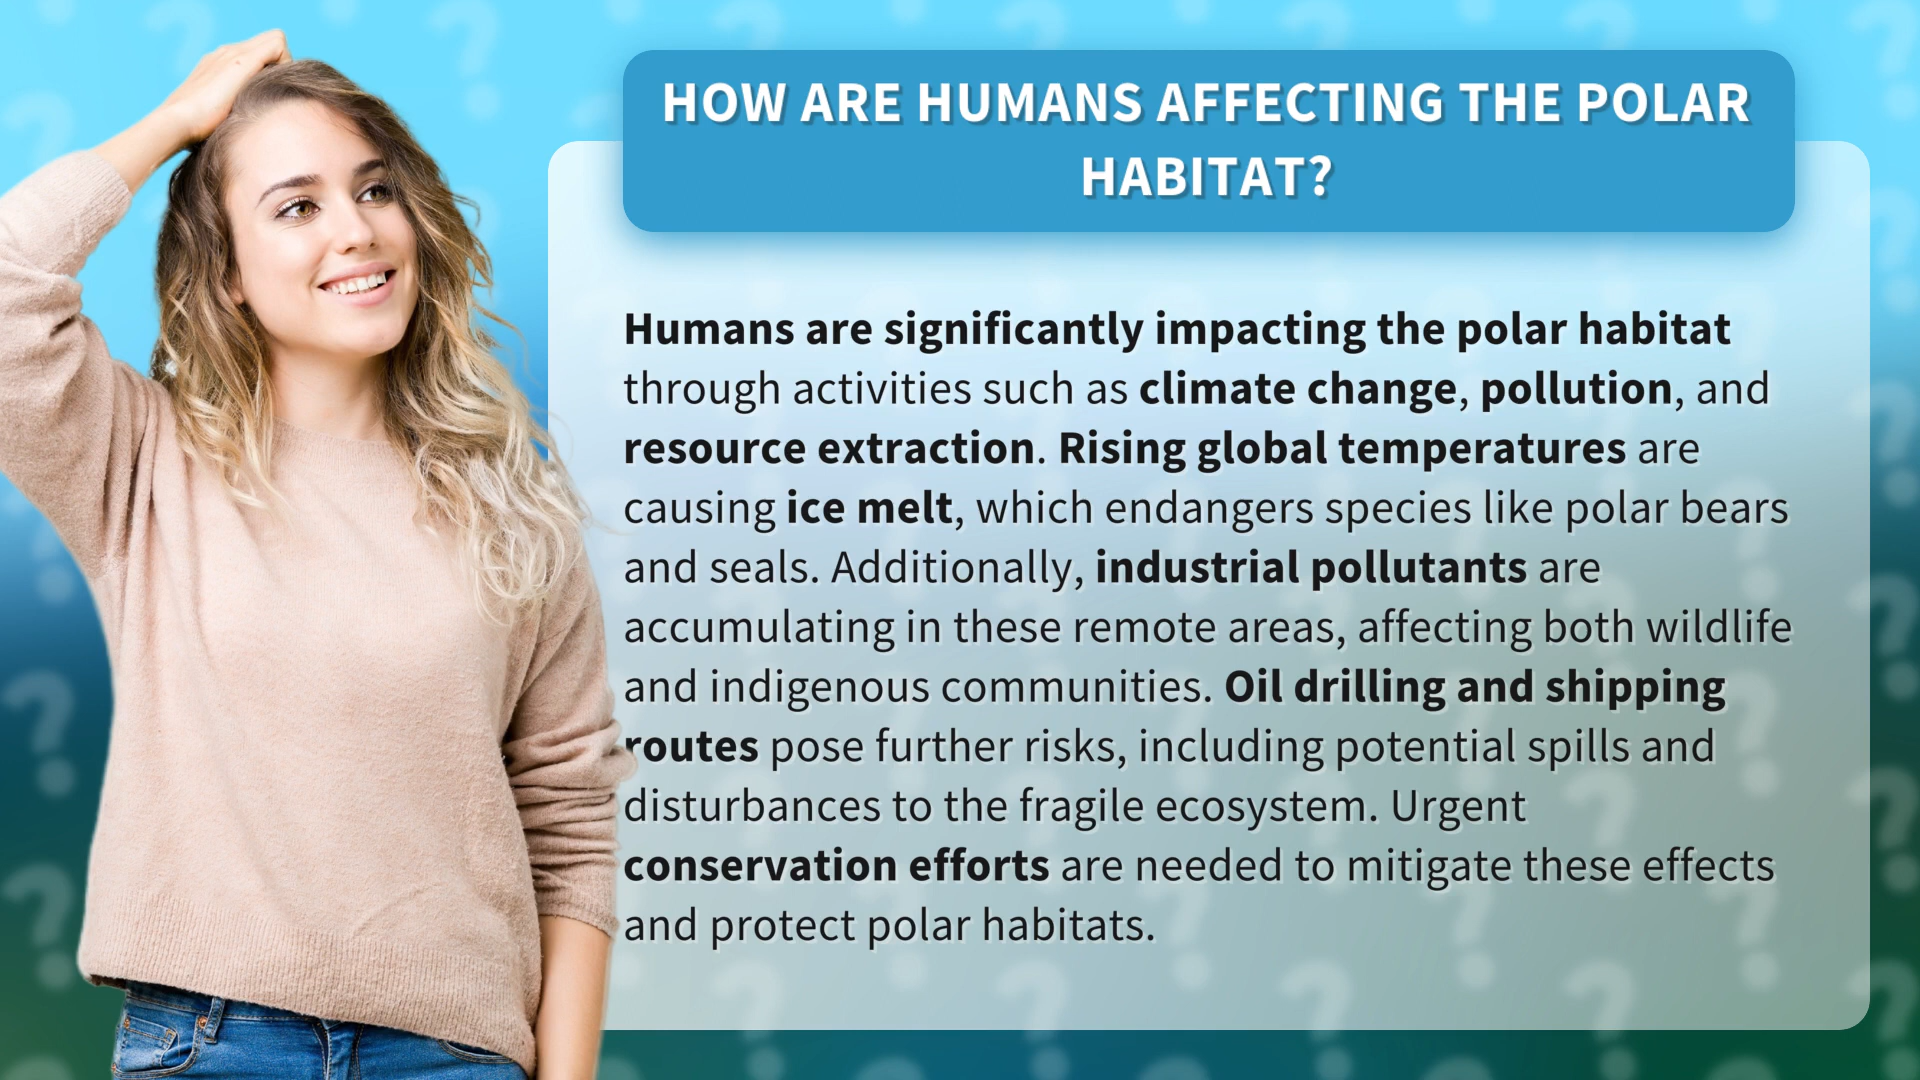 HOW ARE HUMANS AFFECTING THE POLAR
HABITAT?
Humans are significantly impacting the polar habitat
through activities such as climate change, pollution, and
resource extraction. Rising global temperatures are
causing ice melt, which endangers species like polar bears
and seals. Additionally, industrial pollutants are
accumulating in these remote areas, affecting both wildlife
and indigenous communities. Oil drilling and shipping
routes pose further risks, including potential spills and
disturbances to the fragile ecosystem. Urgent
conservation efforts are needed to mitigate these effects
and protect polar habitats.